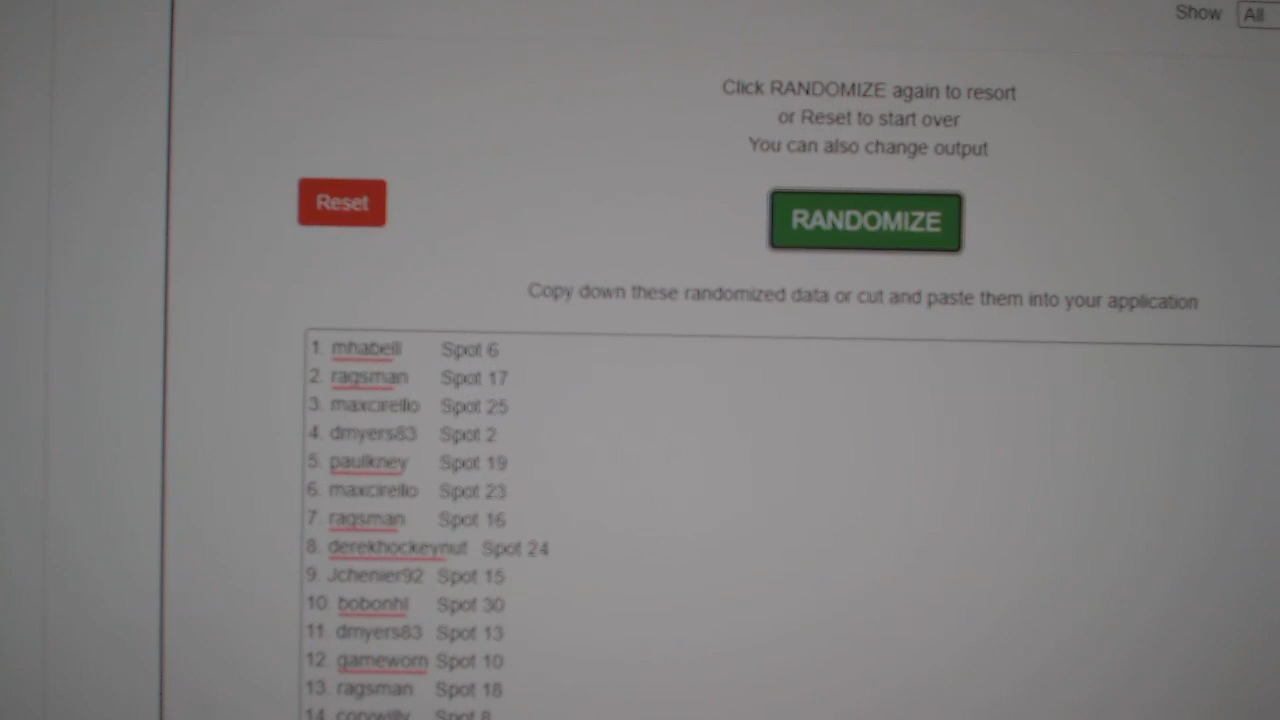 Show All
Click RANDOMIZE again to resort
or Reset to start over
You can also change output
Reset
RANDOMIZE
Copy down these randomized data or cut and paste them into your application
1. mhabell Spot 6
2. ragsman Spot 17
3. maxcirello Spot 25
4. dmyers83 Spot 2
5. paulkney Spot 19
6. maxcirello Spot 23
7. ragsman Spot 16
8. derekhockeynut Spot 24
9. Jchenier92 Spot 15
10. bobonhl Spot 30
11. dmyers83 Spot 13
12. gameworn Spot 10
13. ragsman Spot 18
14. Spot 8